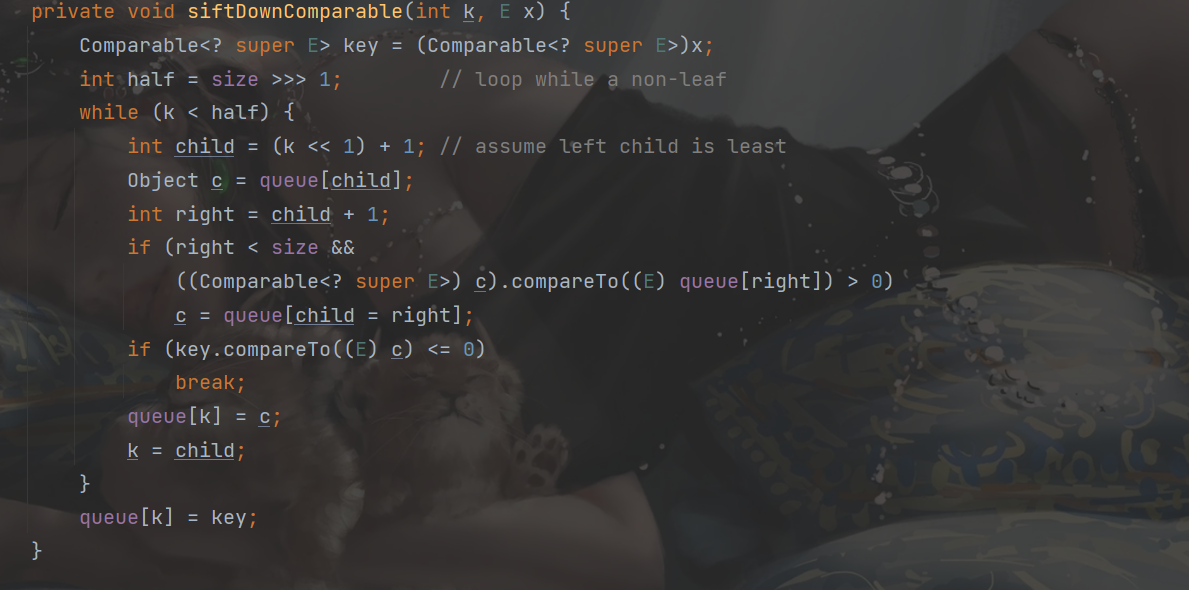 private void siftDownComparable(int k, E x) {
    Comparable<? super E> key = (Comparable<? super E>)x;
    int half = size >>> 1;        // loop while a non-leaf
    while (k < half) {
        int child = (k << 1) + 1; // assume left child is least
        Object c = queue[child];
        int right = child + 1;
        if (right < size &&
            ((Comparable<? super E>) c).compareTo((E) queue[right]) > 0)
            c = queue[child = right];
        if (key.compareTo((E) c) <= 0)
            break;
        queue[k] = c;
        k = child;
    }
    queue[k] = key;
}